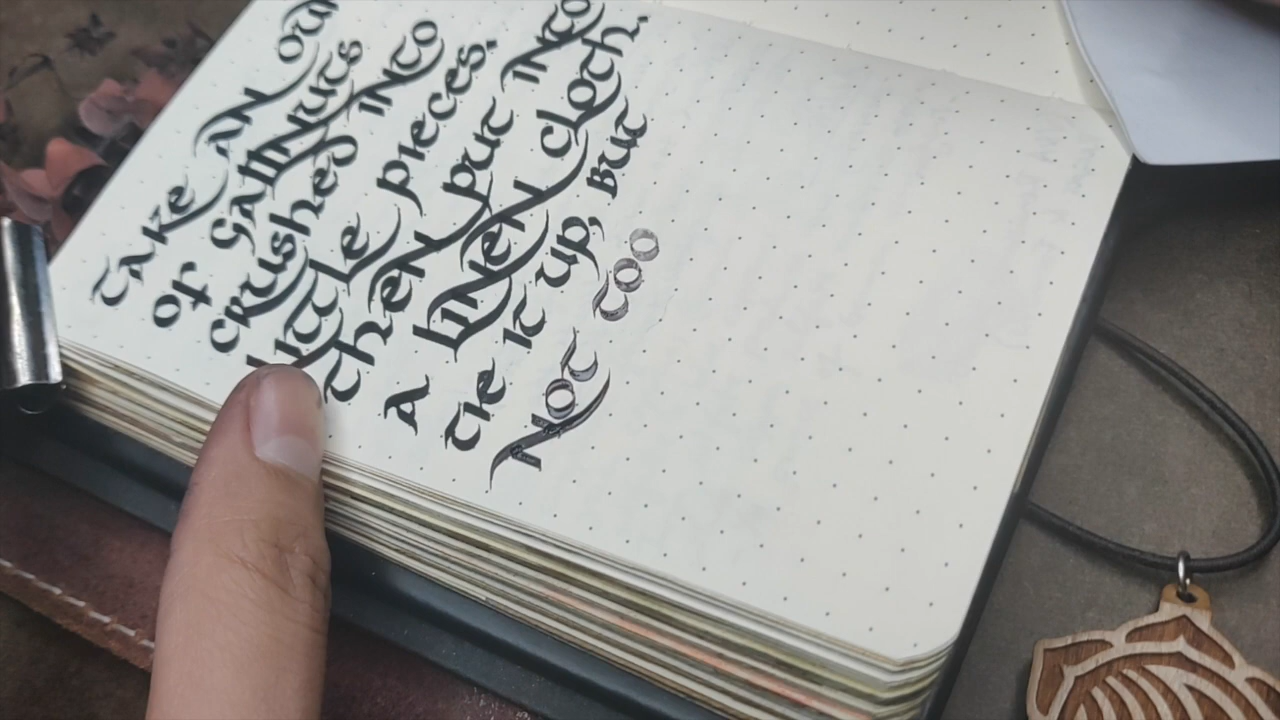 Take an
of gallnuts
crushed into
little pieces,
then put into
a linen cloth,
tie it up but
not too